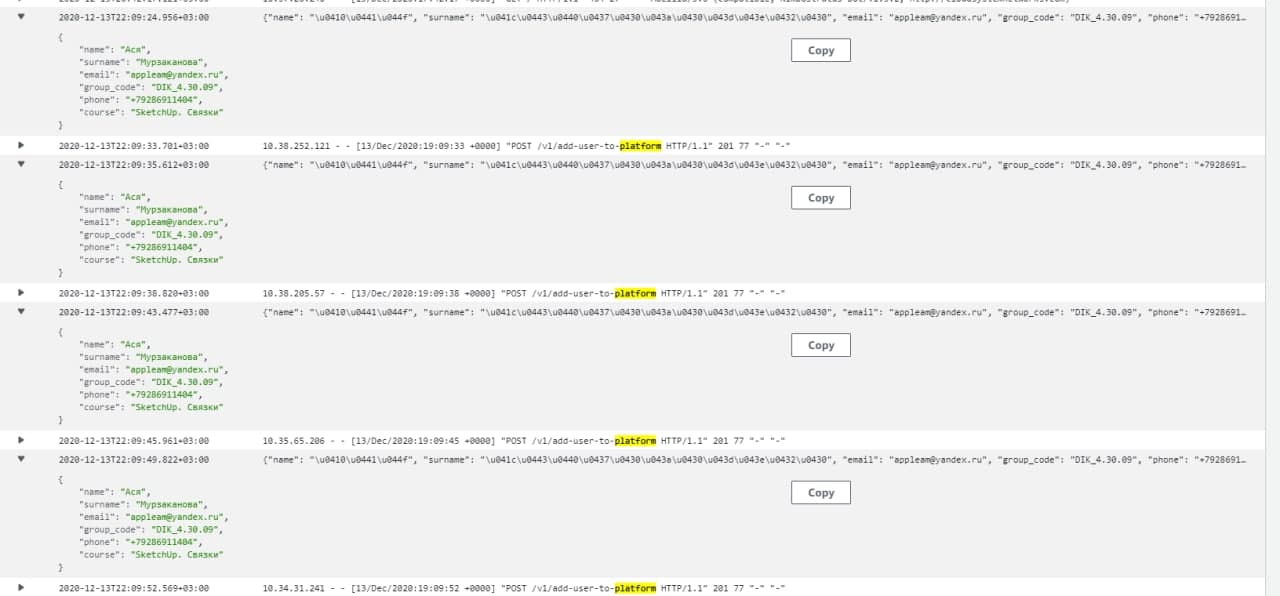 2020-12-13T22:09:24.956+03:00 {"name": "\u0410\u0441\u044f", "surname": "\u041c\u0443\u0440\u0437\u0430\u043a\u0430\u043d\u043e\u0432\u0430", "email": "appleam@yandex.ru", "group_code": "DIK_4.30.09", "phone": "+7928691…
{
"name": "Ася",
"surname": "Мурзаканова",
"email": "appleam@yandex.ru",
"group_code": "DIK_4.30.09",
"phone": "+79286911404",
"course": "SketchUp. Связки"
}
Copy
2020-12-13T22:09:33.701+03:00 10.38.252.121 - - [13/Dec/2020:19:09:33 +0000] "POST /v1/add-user-to-platform HTTP/1.1" 201 77 "-" "-"
2020-12-13T22:09:35.612+03:00 {"name": "\u0410\u0441\u044f", "surname": "\u041c\u0443\u0440\u0437\u0430\u043a\u0430\u043d\u043e\u0432\u0430", "email": "appleam@yandex.ru", "group_code": "DIK_4.30.09", "phone": "+7928691…
{
"name": "Ася",
"surname": "Мурзаканова",
"email": "appleam@yandex.ru",
"group_code": "DIK_4.30.09",
"phone": "+79286911404",
"course": "SketchUp. Связки"
}
Copy
2020-12-13T22:09:38.820+03:00 10.38.205.57 - - [13/Dec/2020:19:09:38 +0000] "POST /v1/add-user-to-platform HTTP/1.1" 201 77 "-" "-"
2020-12-13T22:09:43.477+03:00 {"name": "\u0410\u0441\u044f", "surname": "\u041c\u0443\u0440\u0437\u0430\u043a\u0430\u043d\u043e\u0432\u0430", "email": "appleam@yandex.ru", "group_code": "DIK_4.30.09", "phone": "+7928691…
{
"name": "Ася",
"surname": "Мурзаканова",
"email": "appleam@yandex.ru",
"group_code": "DIK_4.30.09",
"phone": "+79286911404",
"course": "SketchUp. Связки"
}
Copy
2020-12-13T22:09:45.961+03:00 10.35.65.206 - - [13/Dec/2020:19:09:45 +0000] "POST /v1/add-user-to-platform HTTP/1.1" 201 77 "-" "-"
2020-12-13T22:09:49.822+03:00 {"name": "\u0410\u0441\u044f", "surname": "\u041c\u0443\u0440\u0437\u0430\u043a\u0430\u043d\u043e\u0432\u0430", "email": "appleam@yandex.ru", "group_code": "DIK_4.30.09", "phone": "+7928691…
{
"name": "Ася",
"surname": "Мурзаканова",
"email": "appleam@yandex.ru",
"group_code": "DIK_4.30.09",
"phone": "+79286911404",
"course": "SketchUp. Связки"
}
Copy
2020-12-13T22:09:52.569+03:00 10.34.31.241 - - [13/Dec/2020:19:09:52 +0000] "POST /v1/add-user-to-platform HTTP/1.1" 201 77 "-" "-"